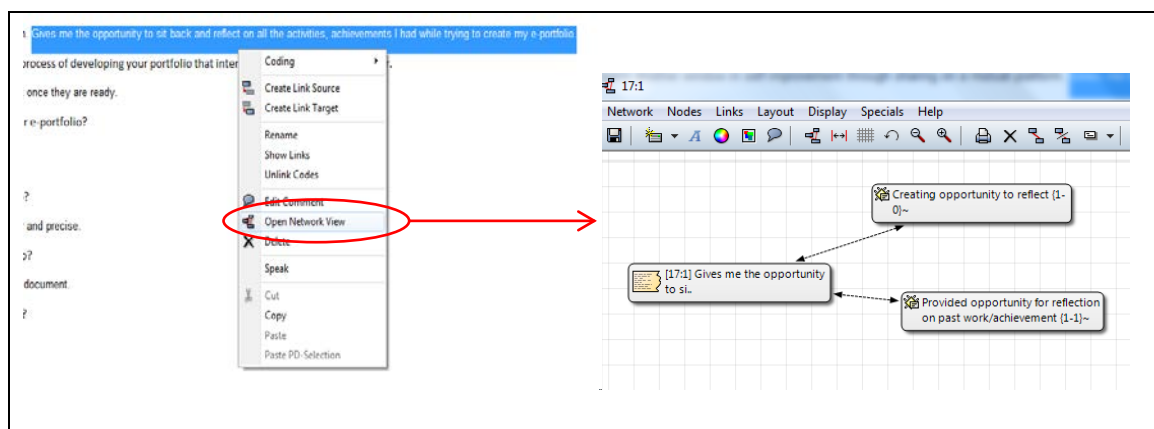 Gives me the opportunity to sit back and reflect on all the activities, achievements I had while trying to create my e-portfolio.
process of developing your portfolio that inter
once they are ready.
r e-portfolio?
?
and precise.
o?
document.
?
Coding
Create Link Source
Create Link Target
Rename
Show Links
Unlink Codes
Edit Comment
Open Network View
Delete
Speak
Cut
Copy
Paste
Paste PD-Selection
17:1
Network Nodes Links Layout Display Specials Help
Creating opportunity to reflect {1-
0}~
[17:1] Gives me the opportunity
to si..
Provided opportunity for reflection
on past work/achievement {1-1}~